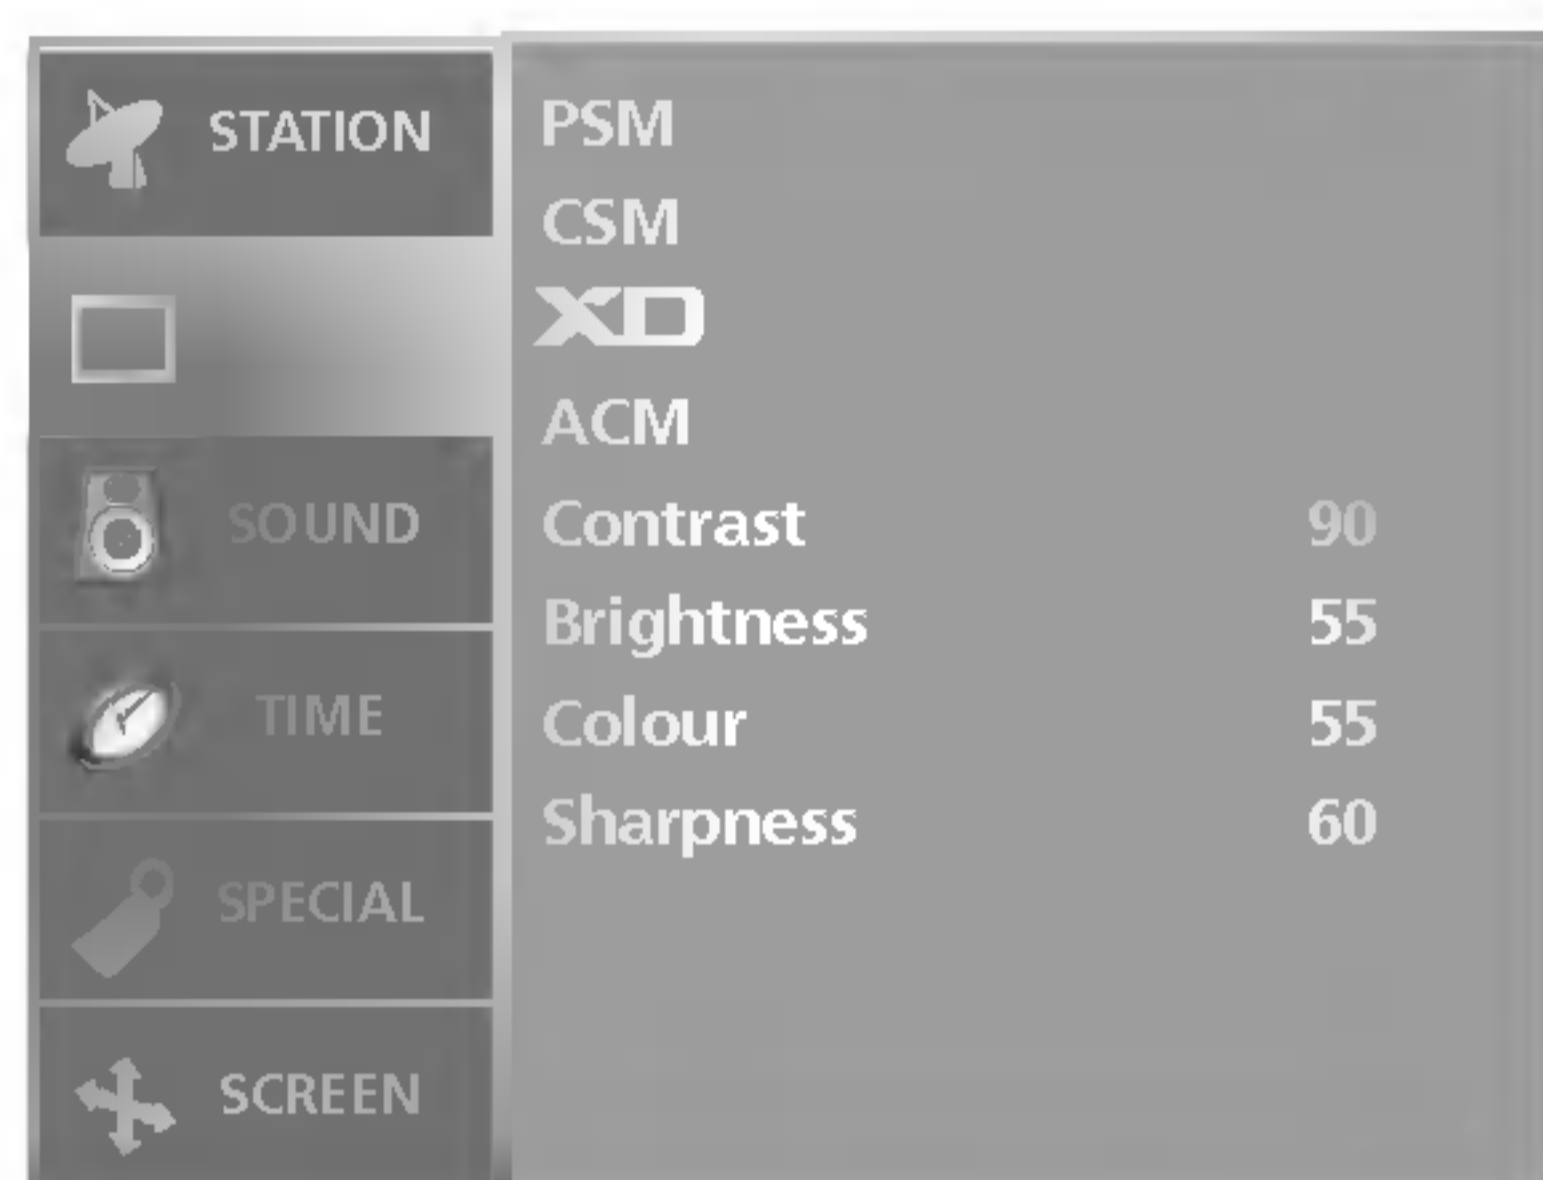 STATION
SOUND
TIME
SPECIAL
SCREEN
PSM
CSM
XD
ACM
Contrast 90
Brightness 55
Colour 55
Sharpness 60